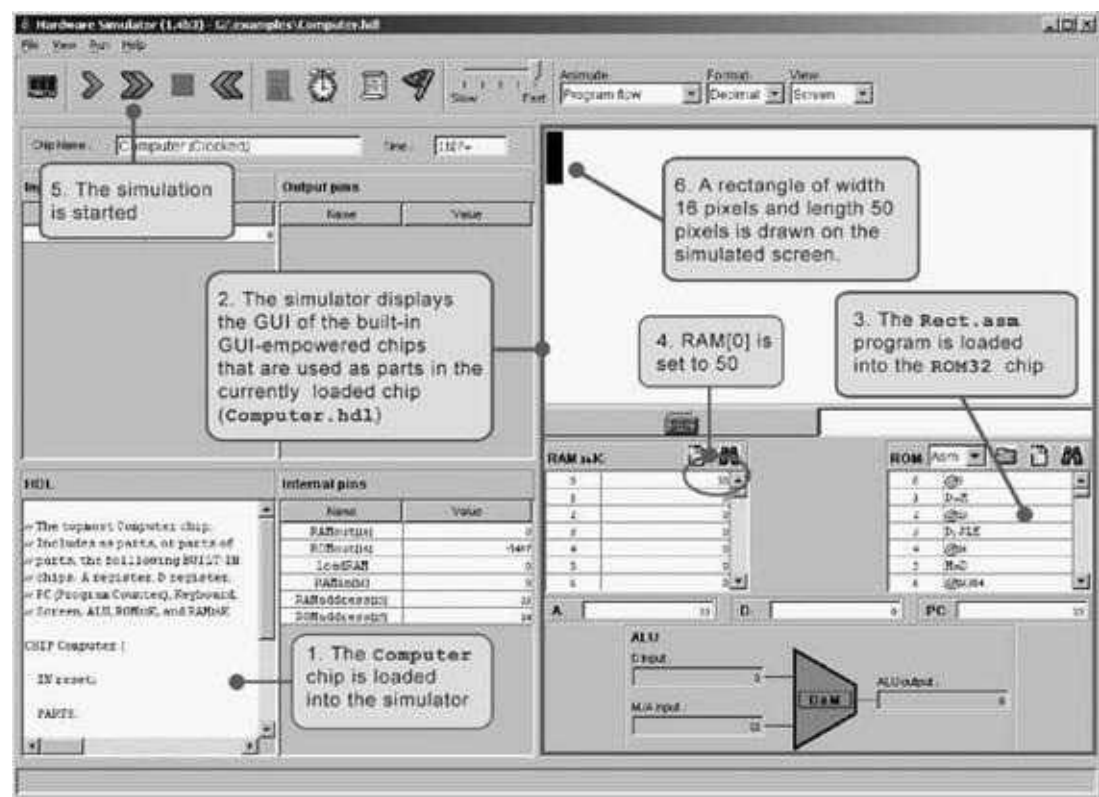 Hardware Simulator (1.4b3) - G:\examples\Computer.hdl
File View Run Help
Slow Fast
Animate:
Program flow
Format:
Decimal
View:
Screen
Chip Name:
Computer (Clocked)
Time:
5. The simulation
is started
Output pins
Name Value
6. A rectangle of width
16 pixels and length 50
pixels is drawn on the
simulated screen.
2. The simulator displays
the GUI of the built-in
GUI-empowered chips
that are used as parts in the
currently loaded chip
(Computer.hdl)
4. RAM[0] is
set to 50
3. The Rect.asm
program is loaded
into the ROM32 chip
HDL
// The topmost Computer chip.
// Includes as parts, or parts of
// parts, the following BUILT-IN
// chips: A register, D register,
// PC (Program Counter), Keyboard,
// Screen, ALU,
CHIP Computer {
IN reset;
PARTS:
Internal pins
Name Value
loadRAM
1. The Computer
chip is loaded
into the simulator
RAM
ROM Asm
A: D: PC:
ALU
D Input:
M/A Input:
ALU output: